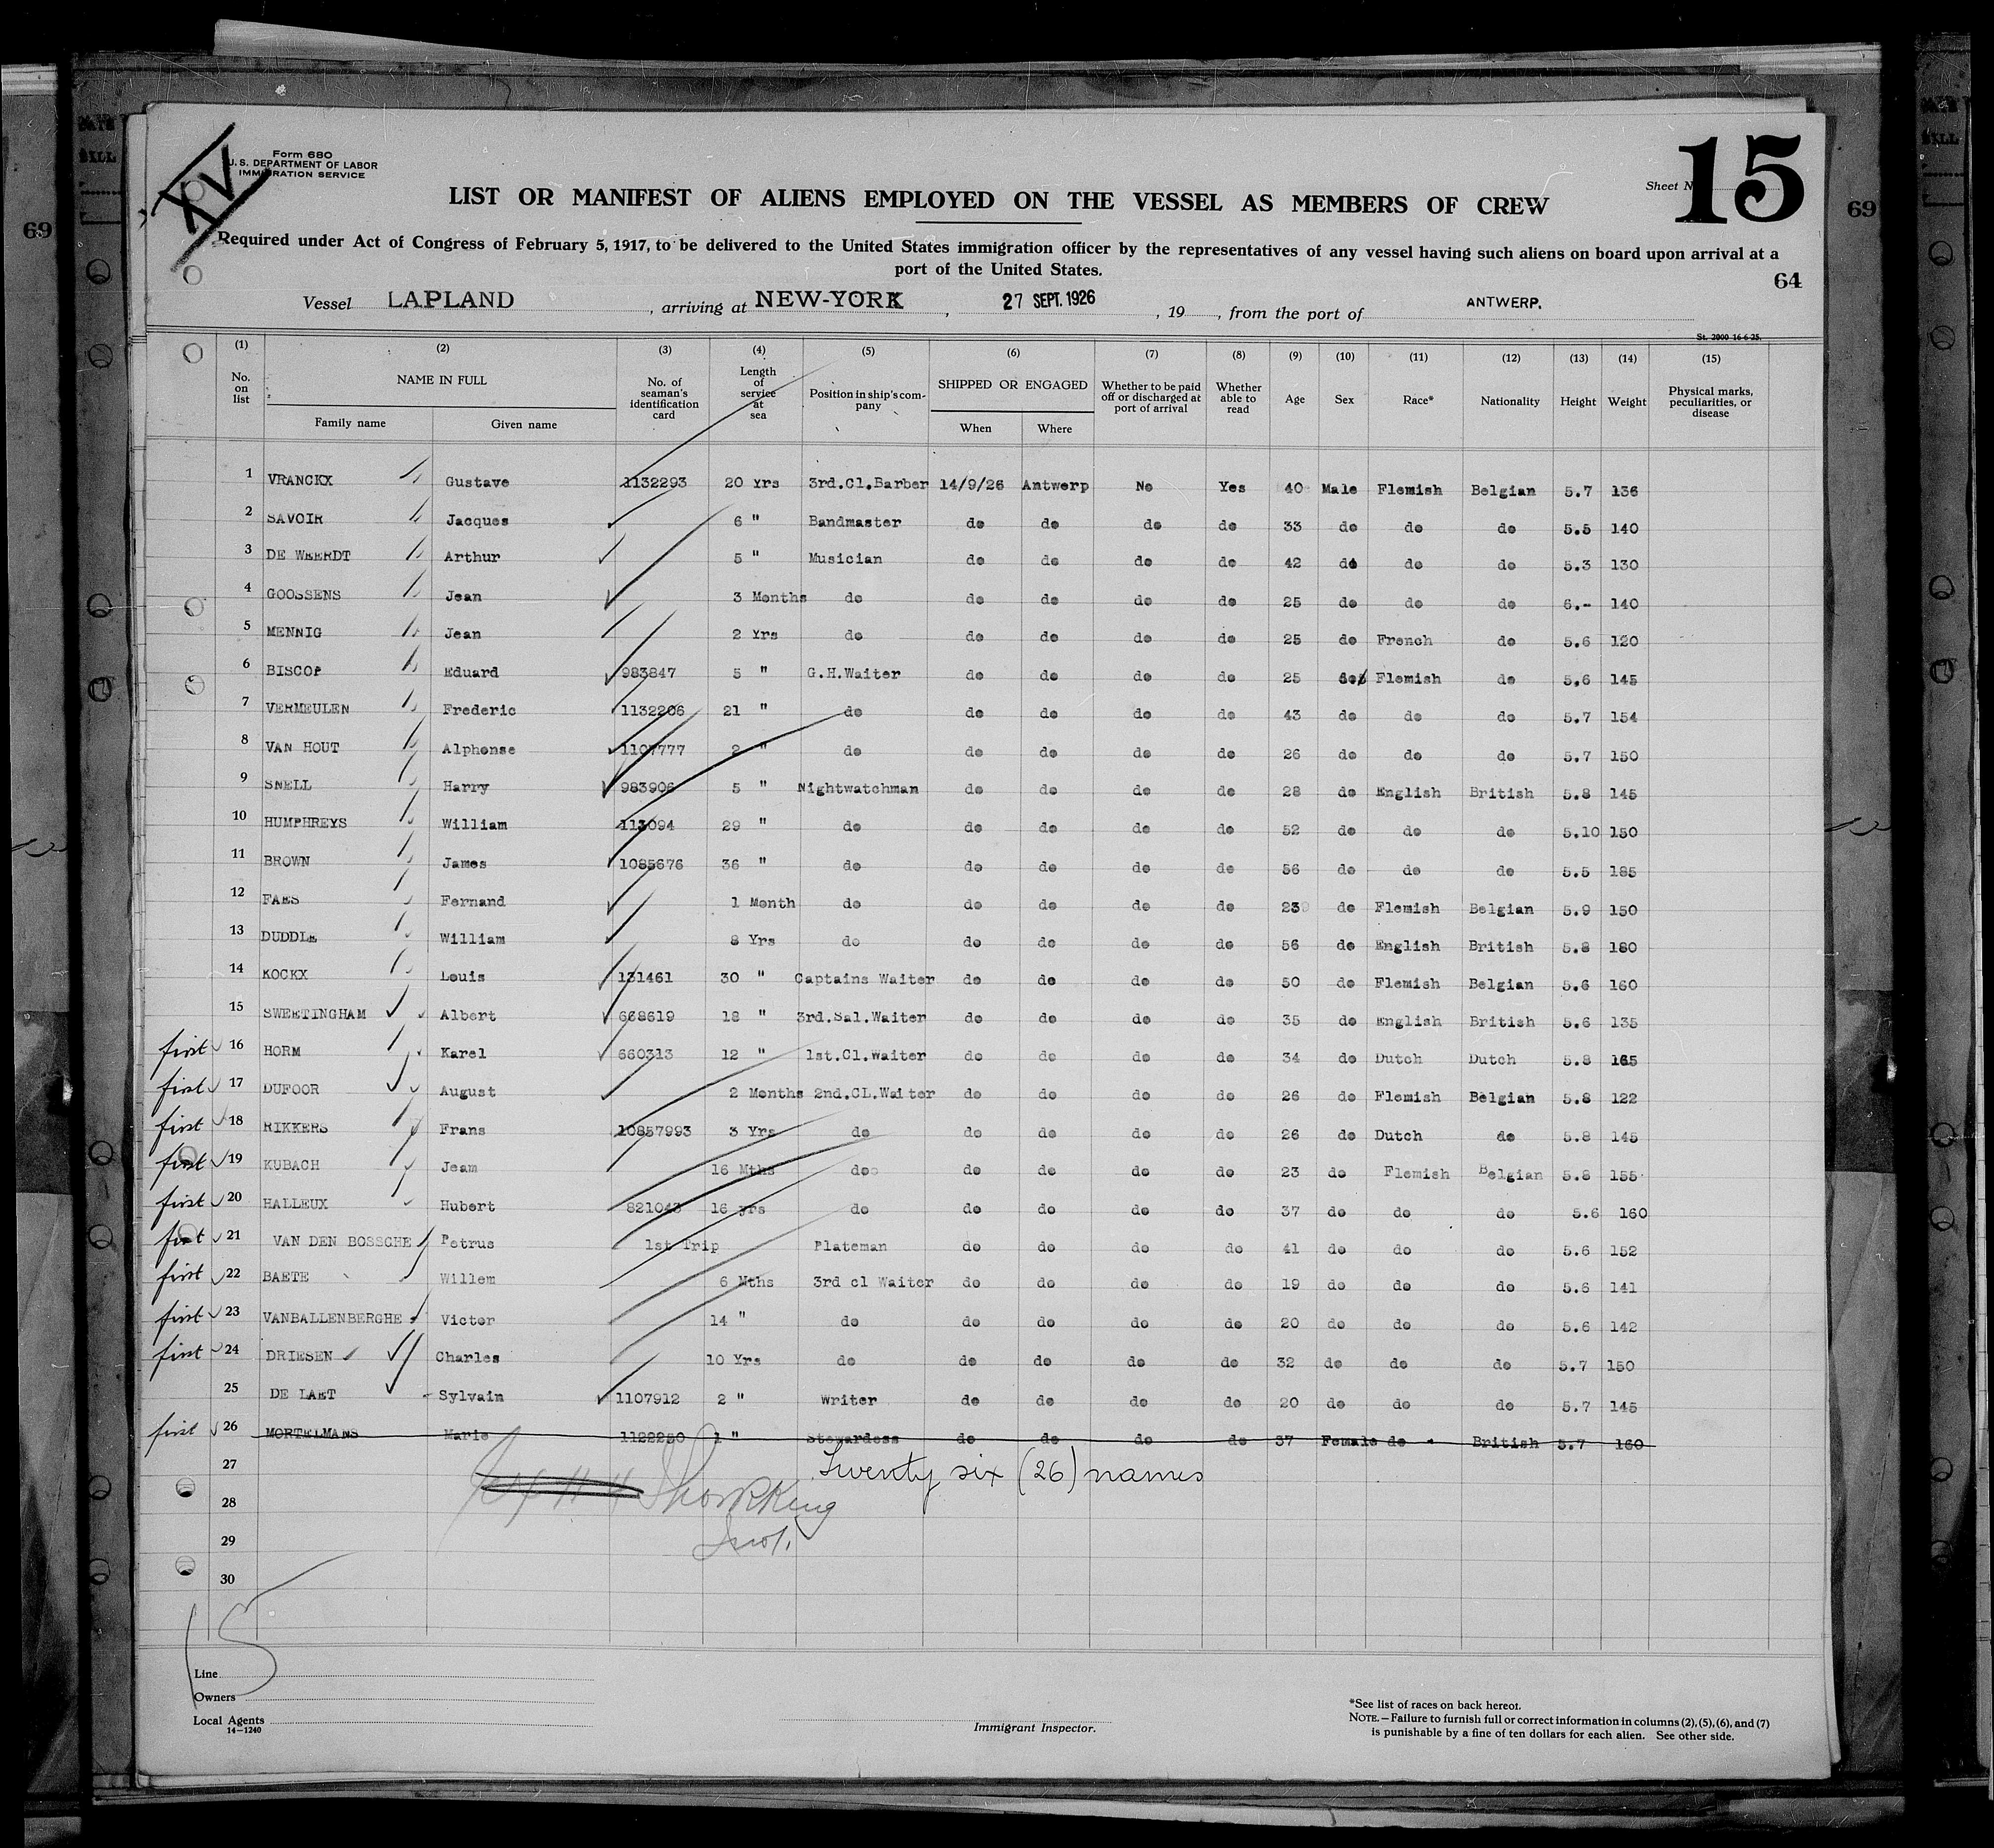 XV
Form 680
U. S. DEPARTMENT OF LABOR
IMMIGRATION SERVICE
Sheet N 15
LIST OR MANIFEST OF ALIENS EMPLOYED ON THE VESSEL AS MEMBERS OF CREW
Required under Act of Congress of February 5, 1917, to be delivered to the United States immigration officer by the representatives of any vessel having such aliens on board upon arrival at a
port of the United States.
64
69
69
Vessel LAPLAND, arriving at NEW-YORK, 27 SEPT. 1926, 19, from the port of ANTWERP.
St. 2000 16-6-25.
(1) (2) (3) (4) (5) (6) (7) (8) (9) (10) (11) (12) (13) (14) (15)
No. on list NAME IN FULL Family name Given name No. of seaman's identification card Length of service at sea Position in ship's company SHIPPED OR ENGAGED When Where Whether to be paid off or discharged at port of arrival Whether able to read Age Sex Race* Nationality Height Weight Physical marks, peculiarities, or disease
1 VRANCKX Gustave 1132293 20 Yrs 3rd.Cl.Barber 14/9/26 Antwerp No Yes 40 Male Flemish Belgian 5.7 136
2 SAVOIR Jacques 6 " Bandmaster do do do do 33 do do do 5.5 140
3 DE WEERDT Arthur 5 " Musician do do do do 42 do do do 5.3 130
4 GOOSSENS Jean 3 Months do do do do do 25 do do do 6.- 140
5 MENNIG Jean 2 Yrs do do do do do 25 do French do 5.6 120
6 BISCOP Eduard 983847 5 " G.H.Waiter do do do do 25 do Flemish do 5.6 145
7 VERMEULEN Frederic 1132206 21 " do do do do do 43 do do do 5.7 154
8 VAN HOUT Alphonse 1107777 2 " do do do do do 26 do do do 5.7 150
9 SNELL Harry 983906 5 " Nightwatchman do do do do 28 do English British 5.8 145
10 HUMPHREYS William 113094 29 " do do do do do 52 do do do 5.10 150
11 BROWN James 1085676 36 " do do do do do 56 do do do 5.5 185
12 FAES Fernand 1 Month do do do do do 23 do Flemish Belgian 5.9 150
13 DUDDLE William 8 Yrs do do do do do 56 do English British 5.8 180
14 KOCKX Louis 131461 30 " Captains Waiter do do do do 50 do Flemish Belgian 5.6 160
15 SWEETINGHAM Albert 668619 18 " 3rd.Sal.Waiter do do do do 35 do English British 5.6 135
first 16 HORM Karel 660313 12 " 1st.Cl.Waiter do do do do 34 do Dutch Dutch 5.8 165
first 17 DUFOOR August 2 Months 2nd.CL.Waiter do do do do 26 do Flemish Belgian 5.8 122
first 18 RIKKERS Frans 10857993 3 Yrs do do do do do 26 do Dutch do 5.8 145
first 19 KUBACH Jeam 16 Mths do do do do do 23 do Flemish Belgian 5.8 155
first 20 HALLEUX Hubert 821043 16 yrs do do do do do 37 do do do 5.6 160
first 21 VAN DEN BOSSCHE Petrus 1st Trip Plateman do do do do 41 do do do 5.6 152
first 22 BAETE Willem 6 Mths 3rd cl Waiter do do do do 19 do do do 5.6 141
first 23 VANBALLENBERGHE Victor 14 " do do do do do 20 do do do 5.6 142
first 24 DRIESEN Charles 10 Yrs do do do do do 32 do do do 5.7 150
25 DE LAET Sylvain 1107912 2 " Writer do do do do 20 do do do 5.7 145
first 26 MORTELMANS Marie 1122250 1 " Stewardess do do do do 37 Female do British 5.7 160
27 Twenty six (26) names
28
29
30
15
Line
Owners
Local Agents
14—1240
Immigrant Inspector.
*See list of races on back hereof.
NOTE.—Failure to furnish full or correct information in columns (2), (5), (6), and (7)
is punishable by a fine of ten dollars for each alien. See other side.